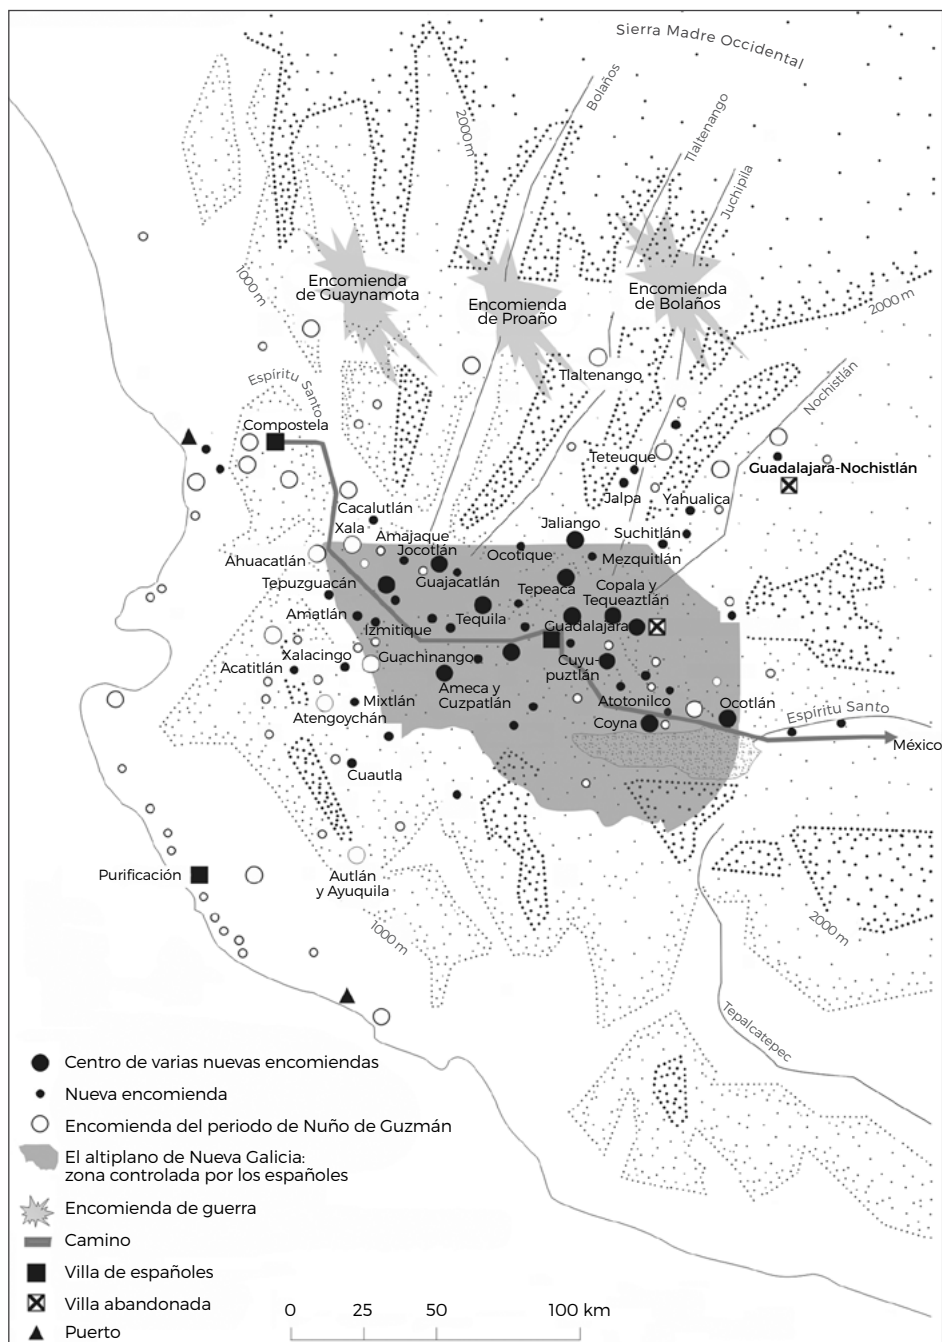 Sierra Madre Occidental
Bolaños
Tlaltenango
Juchipila
2000 m
1000 m
Encomienda
de Guaynamota
Encomienda
de Proaño
Encomienda
de Bolaños
2000 m
Tlaltenango
Nochistlán
Espíritu Santo
Compostela
Guadalajara-Nochistlán
Teteuque
Jalpa
Yahualica
Cacalutlán
Xala
Amajaque
Jocotlán
Jaliango
Suchitlán
Ocotique
Mezquitlán
Ahuacatlán
Tepuzguacán
Guajacatlán
Tepeaca
Copala y
Tequeaztlán
Amatlán
Izmitique
Tequila
Guadalajara
Xalacingo
Guachinango
Cuyu-
puztlán
Acatitlán
Ameca y
Cuzpatlán
Mixtlán
Atotonilco
Ocotlán
Atengoychán
Coyna
Espíritu Santo
México
Cuautla
Purificación
Autlán
y Ayuquila
1000 m
2000 m
Tepalcatepec
Centro de varias nuevas encomiendas
Nueva encomienda
Encomienda del periodo de Nuño de Guzmán
El altiplano de Nueva Galicia:
zona controlada por los españoles
Encomienda de guerra
Camino
Villa de españoles
Villa abandonada
Puerto
0 25 50 100 km